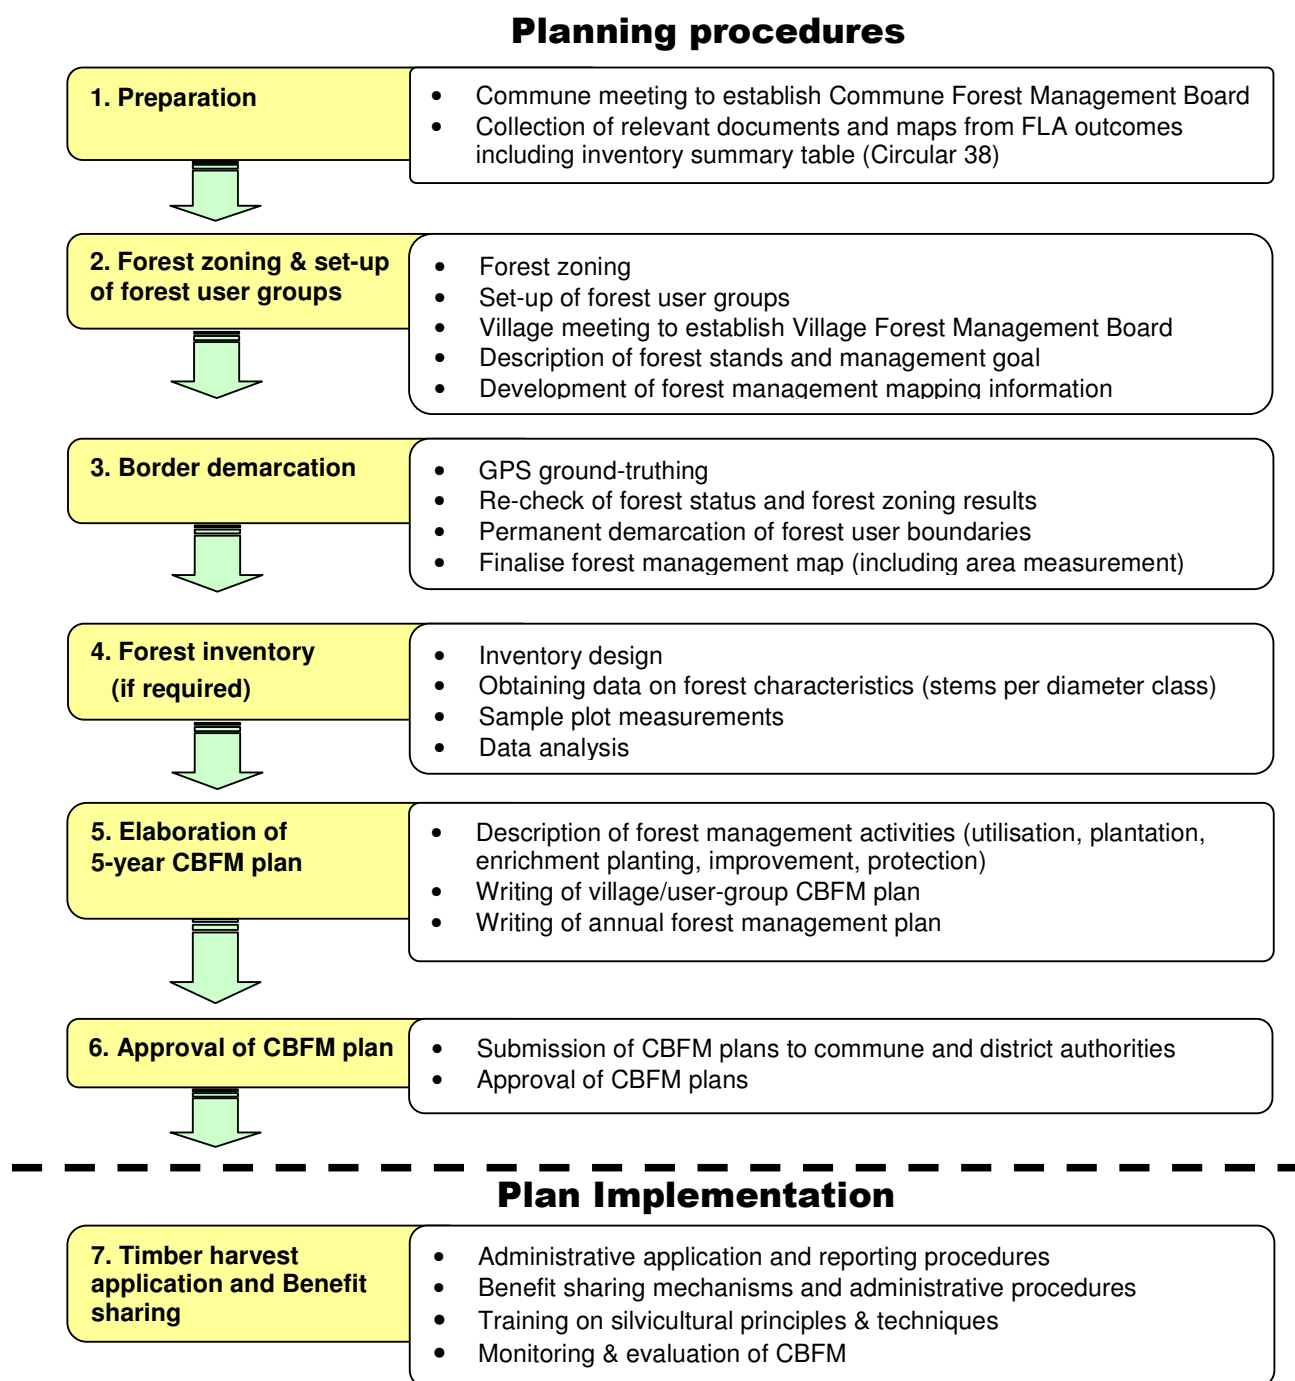 Planning procedures
1. Preparation
• Commune meeting to establish Commune Forest Management Board
• Collection of relevant documents and maps from FLA outcomes
including inventory summary table (Circular 38)
2. Forest zoning & set-up
of forest user groups
• Forest zoning
• Set-up of forest user groups
• Village meeting to establish Village Forest Management Board
• Description of forest stands and management goal
• Development of forest management mapping information
3. Border demarcation
• GPS ground-truthing
• Re-check of forest status and forest zoning results
• Permanent demarcation of forest user boundaries
• Finalise forest management map (including area measurement)
4. Forest inventory
(if required)
• Inventory design
• Obtaining data on forest characteristics (stems per diameter class)
• Sample plot measurements
• Data analysis
5. Elaboration of
5-year CBFM plan
• Description of forest management activities (utilisation, plantation,
enrichment planting, improvement, protection)
• Writing of village/user-group CBFM plan
• Writing of annual forest management plan
6. Approval of CBFM plan
• Submission of CBFM plans to commune and district authorities
• Approval of CBFM plans
Plan Implementation
7. Timber harvest
application and Benefit
sharing
• Administrative application and reporting procedures
• Benefit sharing mechanisms and administrative procedures
• Training on silvicultural principles & techniques
• Monitoring & evaluation of CBFM